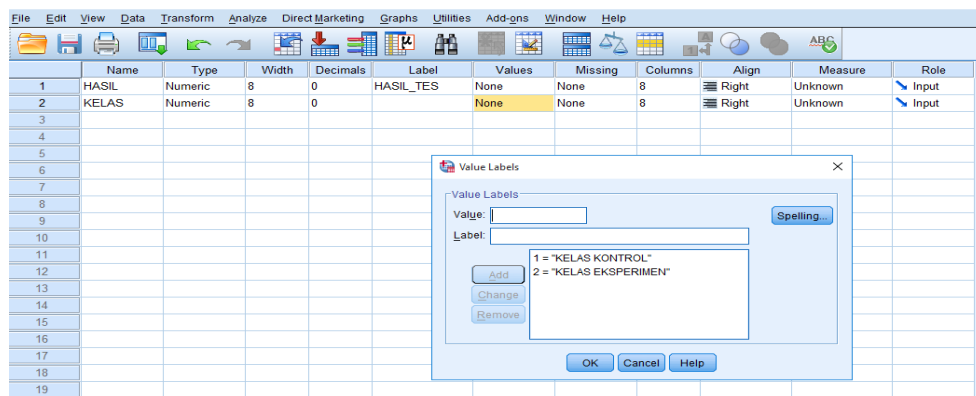 File Edit View Data Transform Analyze Direct Marketing Graphs Utilities Add-ons Window Help
ABC
Name Type Width Decimals Label Values Missing Columns Align Measure Role
1 HASIL Numeric 8 0 HASIL_TES None None 8 Right Unknown Input
2 KELAS Numeric 8 0 None None 8 Right Unknown Input
3
4
5
6
7
8
9
10
11
12
13
14
15
16
17
18
19
Value Labels
Value Labels
Value:
Spelling...
Label:
1 = "KELAS KONTROL"
2 = "KELAS EKSPERIMEN"
Add
Change
Remove
OK Cancel Help